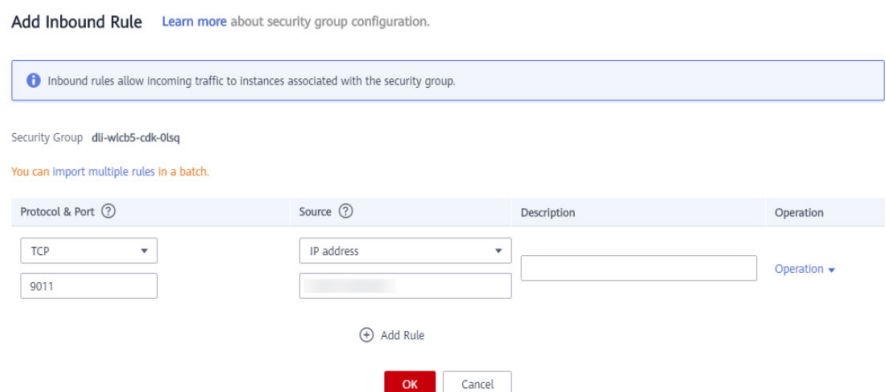 Add Inbound Rule Learn more about security group configuration.
Inbound rules allow incoming traffic to instances associated with the security group.
Security Group dli-wlcb5-cdk-0lsq
You can import multiple rules in a batch.
Protocol & Port Source Description Operation
TCP IP address
Operation
9011
Add Rule
OK Cancel